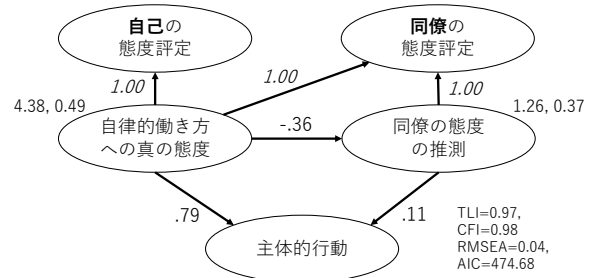 自己の
態度評定
同僚の
態度評定
1.00
1.00
1.00
4.38, 0.49
1.26, 0.37
自律的働き方
への真の態度
-.36
同僚の態度
の推測
.79
.11
主体的行動
TLI=0.97,
CFI=0.98
RMSEA=0.04,
AIC=474.68